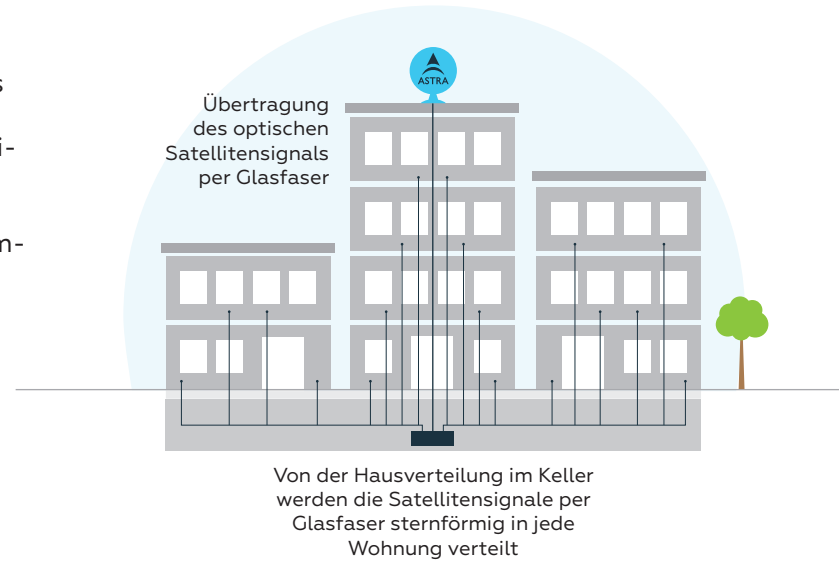 s
i-
m-
ASTRA
Übertragung
des optischen
Satellitensignals
per Glasfaser
Von der Hausverteilung im Keller
werden die Satellitensignale per
Glasfaser sternförmig in jede
Wohnung verteilt